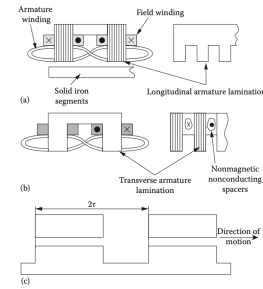 Armature
winding
Field winding
Longitudinal armature lamination
Solid iron
segments
(a)
Nonmagnetic
nonconducting
spacers
Transverse armature
lamination
(b)
2τ
Direction of
motion
(c)